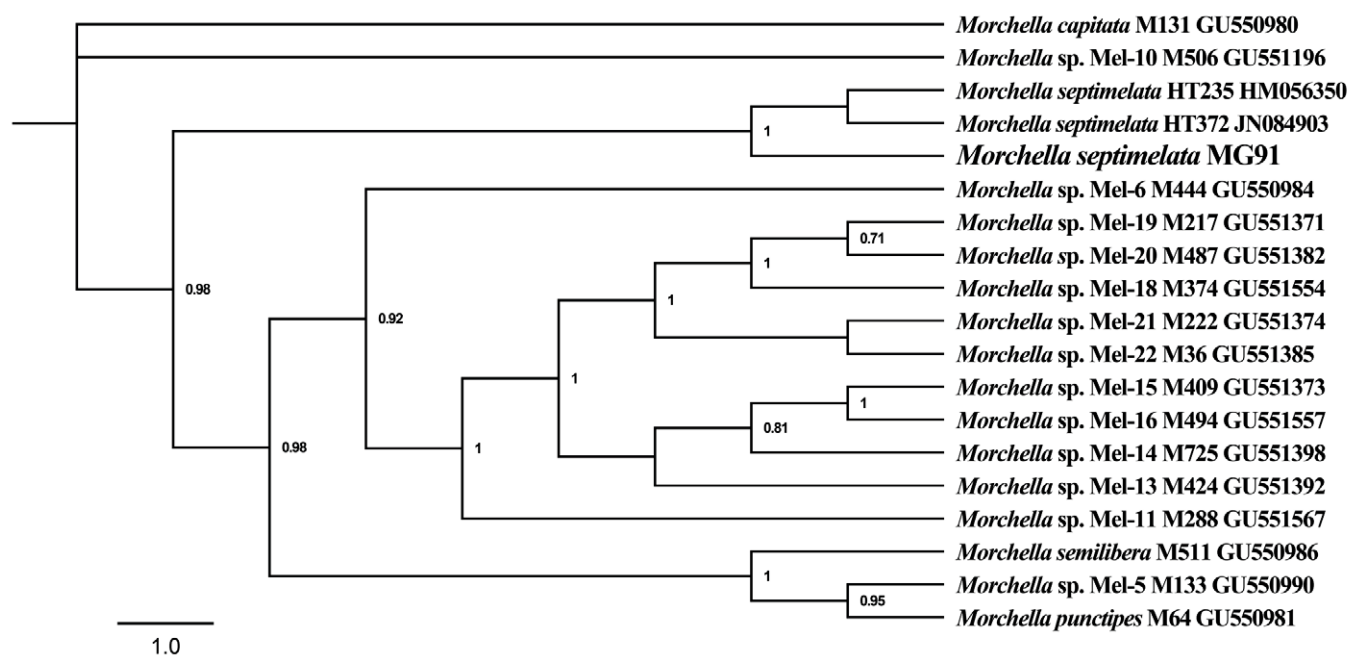 Morchella capitata M131 GU550980
Morchella sp. Mel-10 M506 GU551196
Morchella septimelata HT235 HM056350
Morchella septimelata HT372 JN084903
1
Morchella septimelata MG91
Morchella sp. Mel-6 M444 GU550984
Morchella sp. Mel-19 M217 GU551371
0.71
Morchella sp. Mel-20 M487 GU551382
1
Morchella sp. Mel-18 M374 GU551554
0.98
1
Morchella sp. Mel-21 M222 GU551374
0.92
Morchella sp. Mel-22 M36 GU551385
1
Morchella sp. Mel-15 M409 GU551373
1
Morchella sp. Mel-16 M494 GU551557
0.81
Morchella sp. Mel-14 M725 GU551398
0.98
1
Morchella sp. Mel-13 M424 GU551392
Morchella sp. Mel-11 M288 GU551567
Morchella semilibera M511 GU550986
1
Morchella sp. Mel-5 M133 GU550990
0.95
Morchella punctipes M64 GU550981
1.0